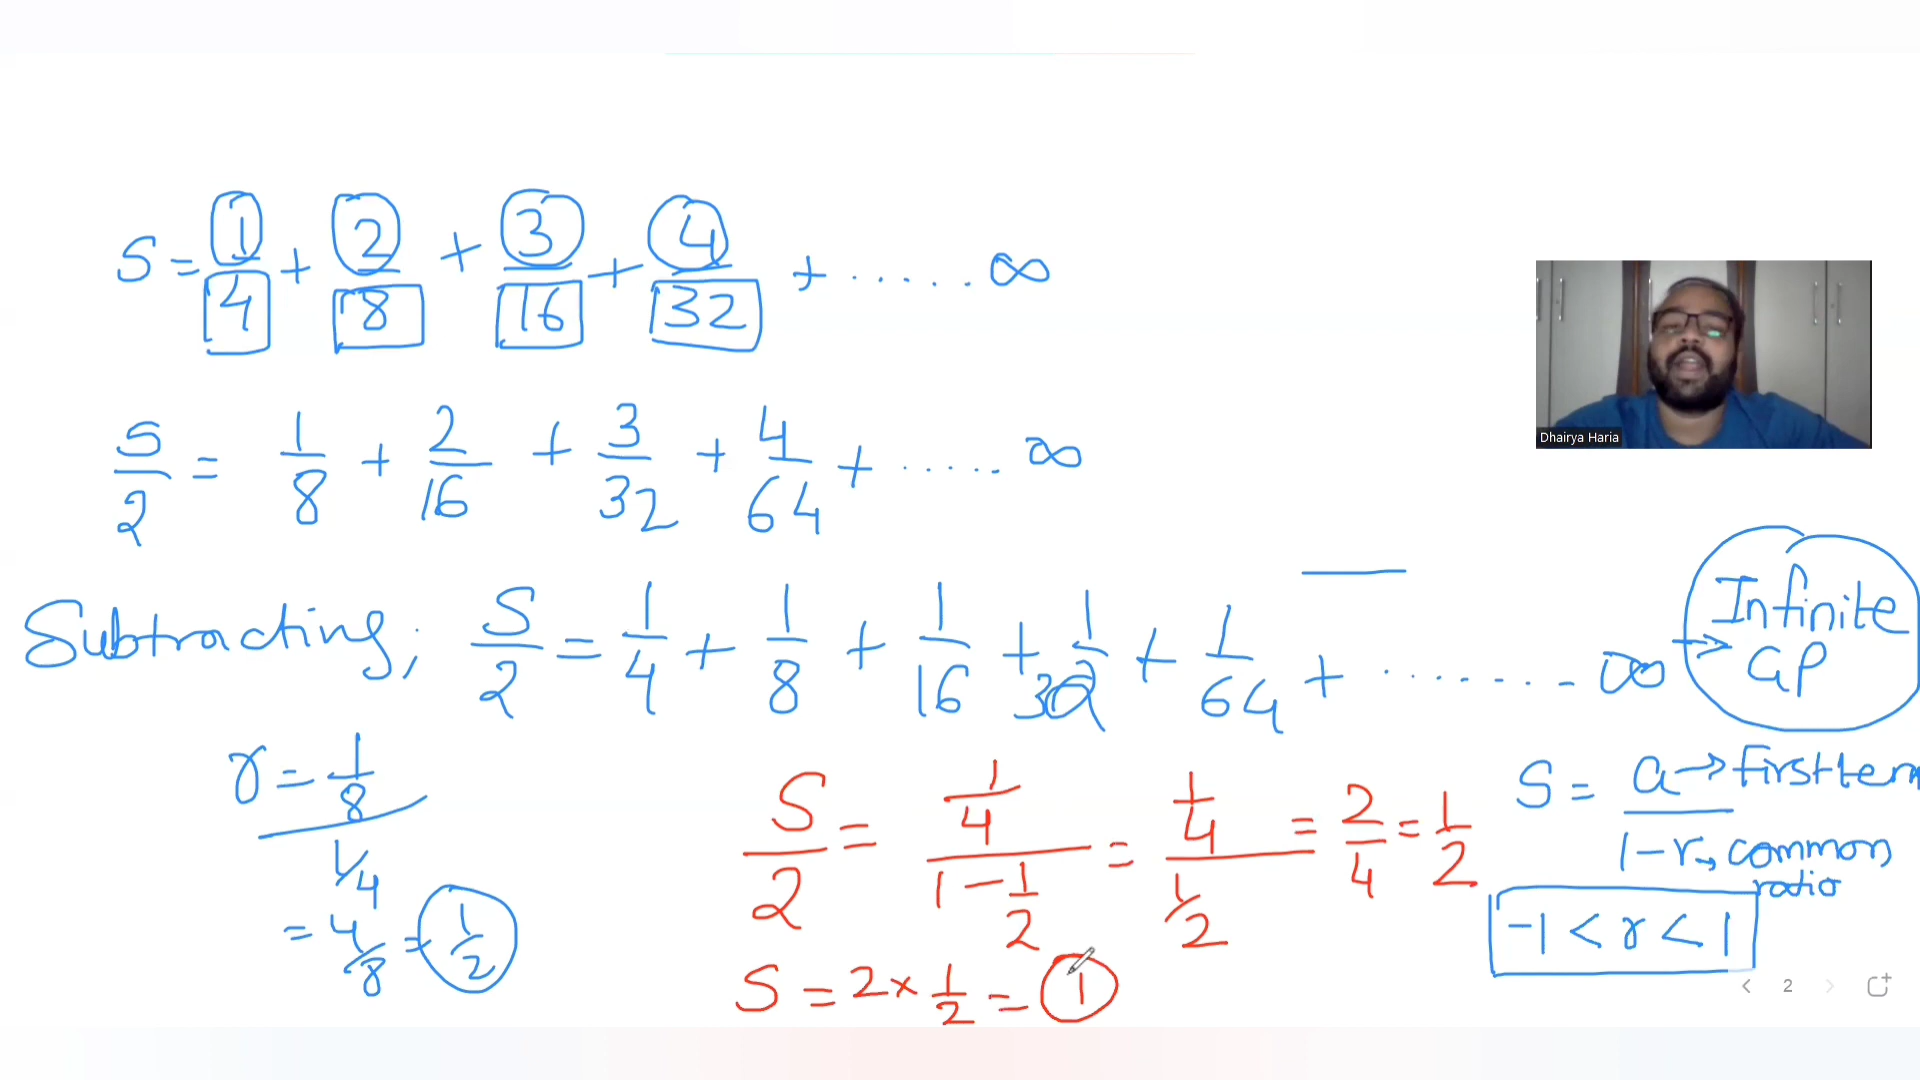 S = 1/4 + 2/8 + 3/16 + 4/32 + ...... ∞
S/2 = 1/8 + 2/16 + 3/32 + 4/64 + ...... ∞
Subtracting; S/2 = 1/4 + 1/8 + 1/16 + 1/32 + 1/64 + ........ ∞ → Infinite GP
r = 1/8 / 1/4
= 4/8 = 1/2
S/2 = 1/4 / 1 - 1/2 = 1/4 / 1/2 = 2/4 = 1/2
S = 2 × 1/2 = 1
S = a → first term
1 - r → common ratio
-1 < r < 1
Dhairya Haria
2